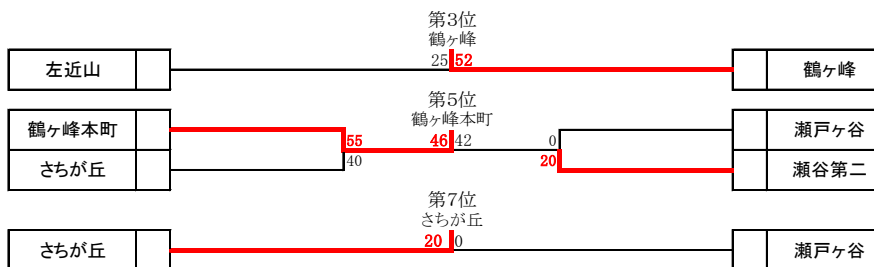 第3位
鶴ヶ峰
25 52
左近山 鶴ヶ峰
第5位
鶴ヶ峰本町 鶴ヶ峰本町 瀬戸ヶ谷
55 46 42 0
さちが丘 40 20 瀬谷第二
第7位
さちが丘
20 0
さちが丘 瀬戸ヶ谷